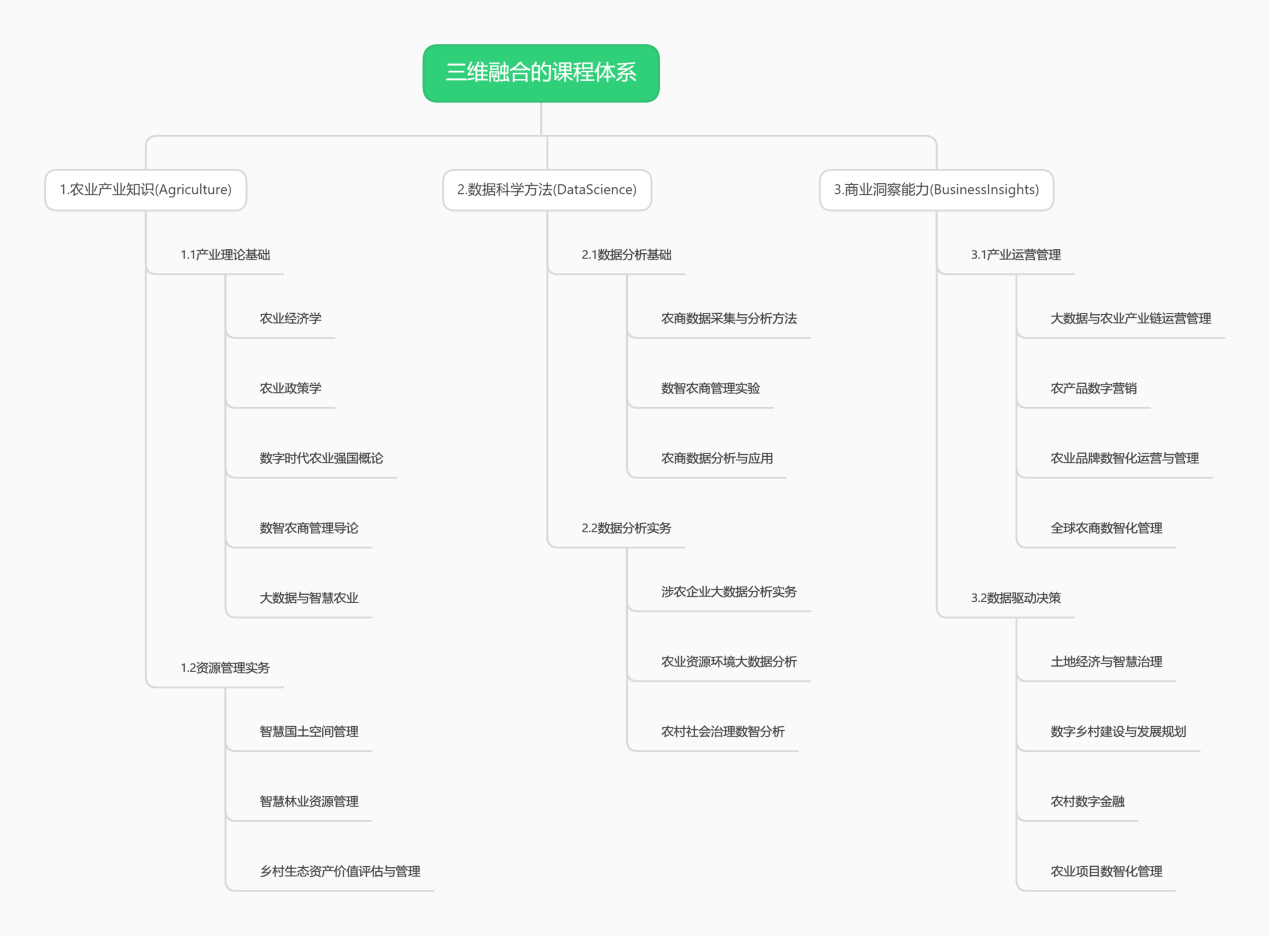 三维融合的课程体系
1.农业产业知识(Agriculture)
1.1产业理论基础
农业经济学
农业政策学
数字时代农业强国概论
数智农商管理导论
大数据与智慧农业
1.2资源管理实务
智慧国土空间管理
智慧林业资源管理
乡村生态资产价值评估与管理
2.数据科学方法(DataScience)
2.1数据分析基础
农商数据采集与分析方法
数智农商管理实验
农商数据分析与应用
2.2数据分析实务
涉农企业大数据分析实务
农业资源环境大数据分析
农村社会治理数智分析
3.商业洞察能力(BusinessInsights)
3.1产业运营管理
大数据与农业产业链运营管理
农产品数字营销
农业品牌数智化运营与管理
全球农商数智化管理
3.2数据驱动决策
土地经济与智慧治理
数字乡村建设与发展规划
农村数字金融
农业项目数智化管理